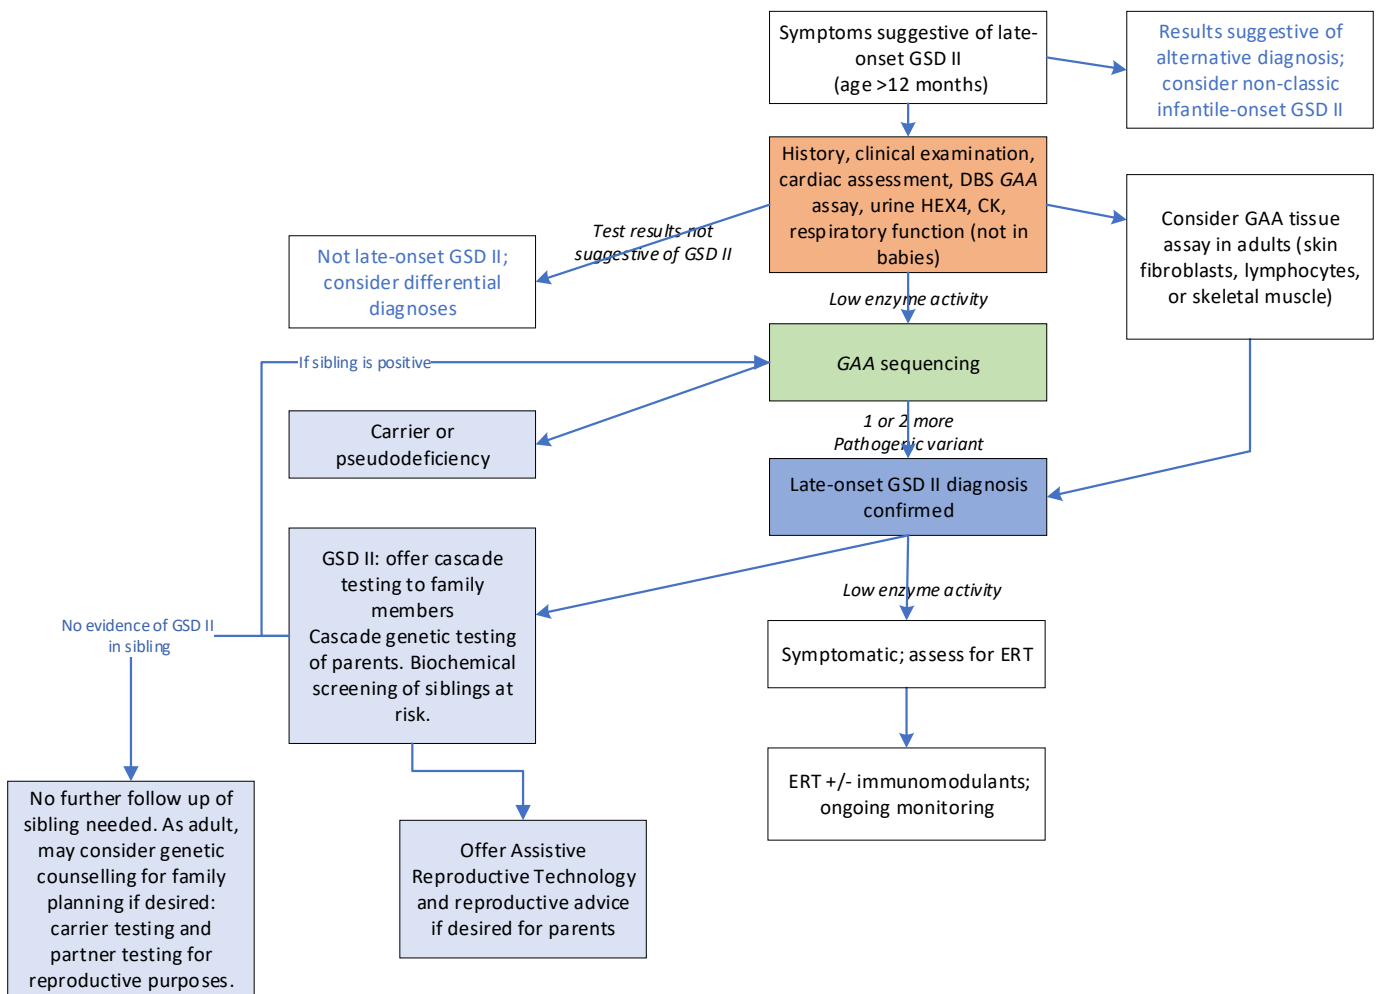 Symptoms suggestive of late-
onset GSD II
(age >12 months)
Results suggestive of
alternative diagnosis;
consider non-classic
infantile-onset GSD II
History, clinical examination,
cardiac assessment, DBS GAA
assay, urine HEX4, CK,
respiratory function (not in
babies)
Consider GAA tissue
assay in adults (skin
fibroblasts, lymphocytes,
or skeletal muscle)
Test results not
suggestive of GSD II
Not late-onset GSD II;
consider differential
diagnoses
Low enzyme activity
If sibling is positive
GAA sequencing
Carrier or
pseudodeficiency
1 or 2 more
Pathogenic variant
Late-onset GSD II diagnosis
confirmed
GSD II: offer cascade
testing to family
members
Cascade genetic testing
of parents. Biochemical
screening of siblings at
risk.
Low enzyme activity
No evidence of GSD II
in sibling
Symptomatic; assess for ERT
ERT +/- immunomodulants;
ongoing monitoring
No further follow up of
sibling needed. As adult,
may consider genetic
counselling for family
planning if desired:
carrier testing and
partner testing for
reproductive purposes.
Offer Assistive
Reproductive Technology
and reproductive advice
if desired for parents